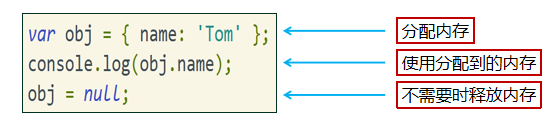 var obj = { name: 'Tom' };
分配内存
console.log(obj.name);
使用分配到的内存
obj = null;
不需要时释放内存